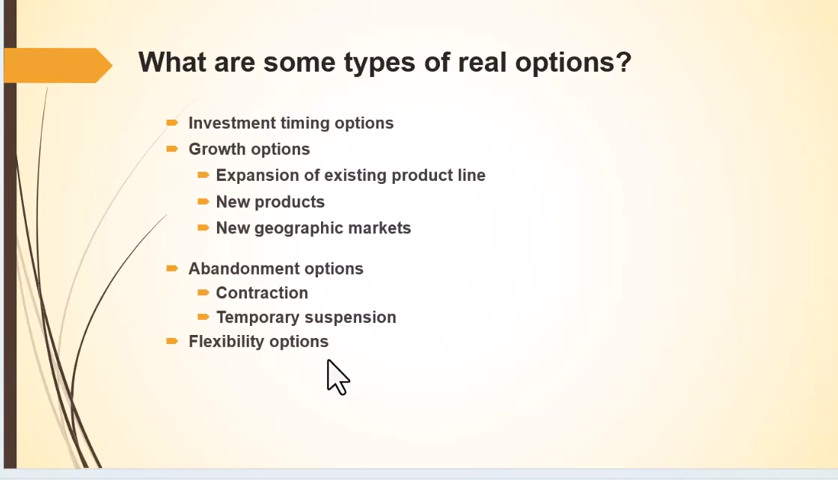 What are some types of real options?
Investment timing options
Growth options
Expansion of existing product line
New products
New geographic markets
Abandonment options
Contraction
Temporary suspension
Flexibility options